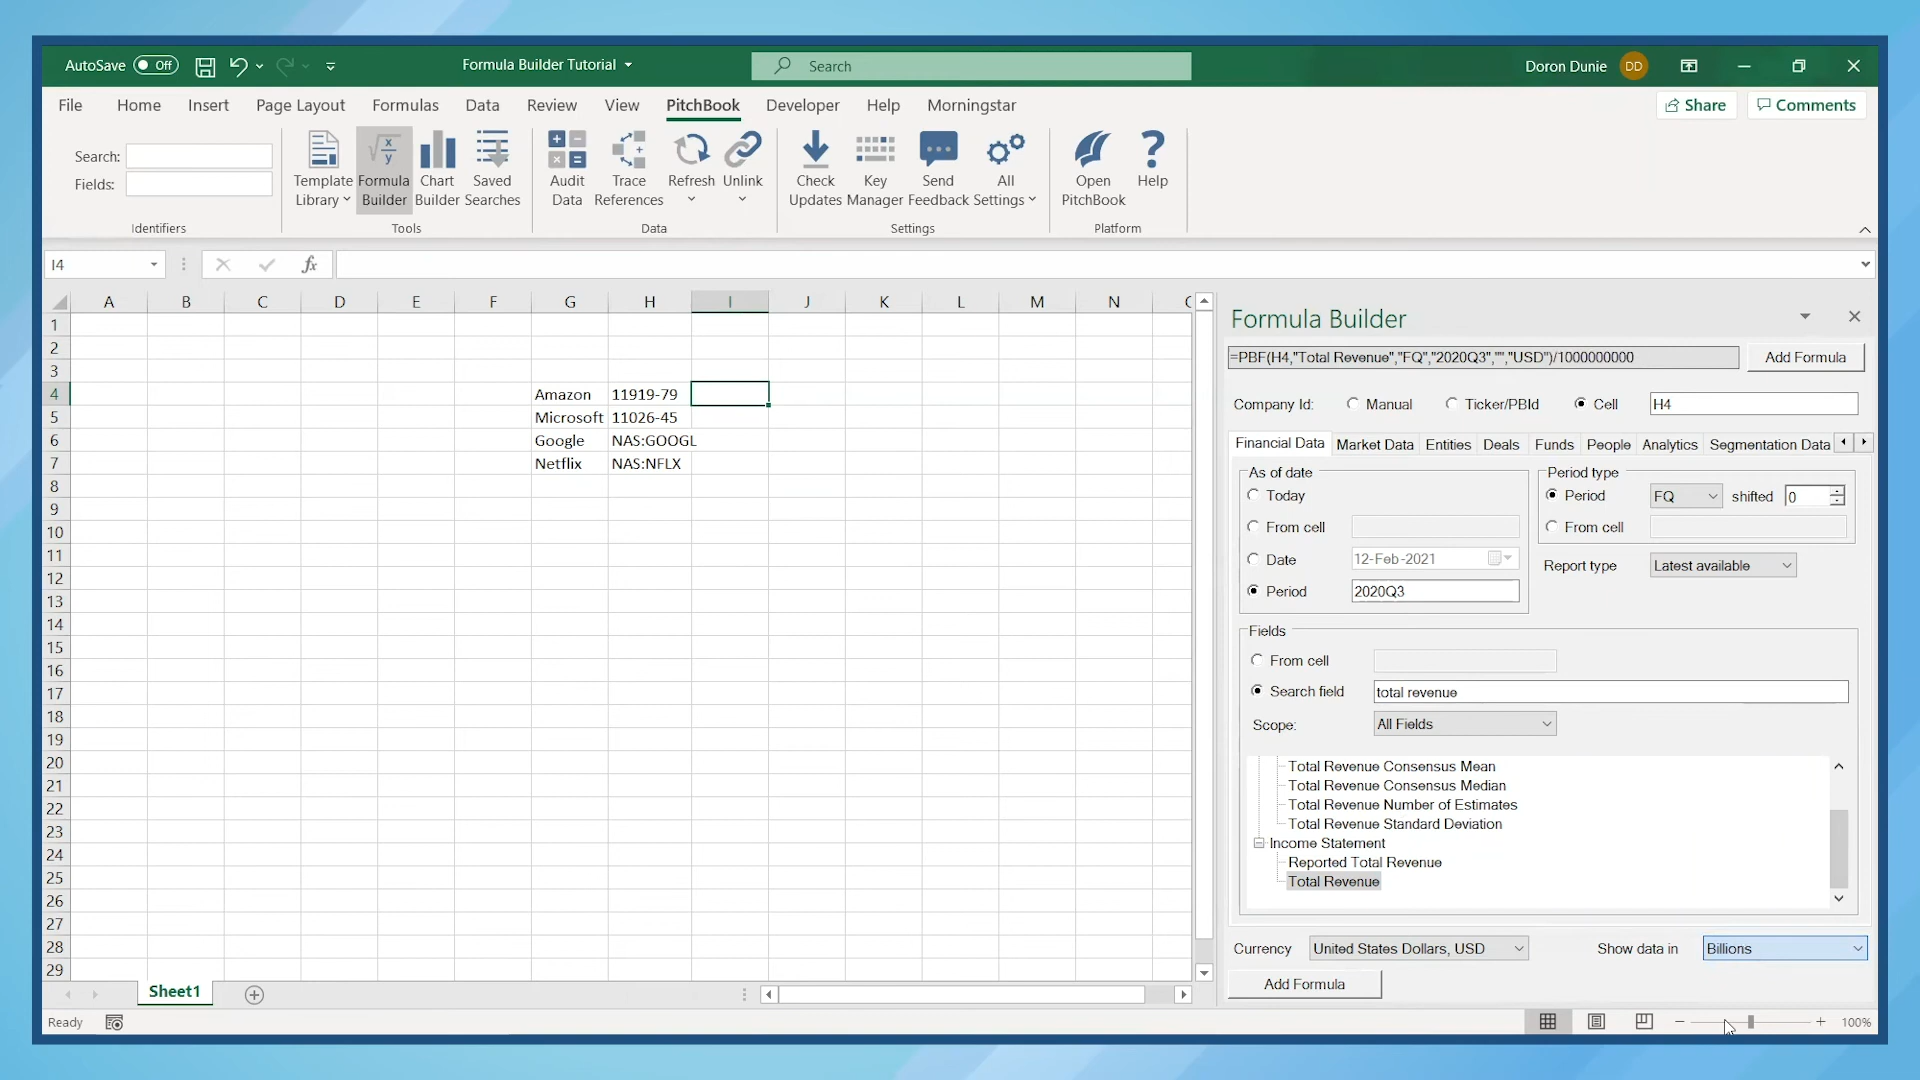 AutoSave Off Formula Builder Tutorial Search Doron Dunie DD
File Home Insert Page Layout Formulas Data Review View PitchBook Developer Help Morningstar Share Comments
Search:
Fields:
Identifiers
Template Library
Formula Builder
Chart Builder
Saved Searches
Tools
Audit Data
Trace References
Refresh
Unlink
Data
Check Updates
Key Manager
Send Feedback
All Settings
Settings
Open PitchBook
Help
Platform
I4 fx
A B C D E F G H I J K L M N
1
2
3
4 Amazon 11919-79
5 Microsoft 11026-45
6 Google NAS:GOOGL
7 Netflix NAS:NFLX
8
9
10
11
12
13
14
15
16
17
18
19
20
21
22
23
24
25
26
27
28
29
Sheet1
Ready
Formula Builder
=PBF(H4,"Total Revenue","FQ","2020Q3","","USD")/1000000000 Add Formula
Company Id: Manual Ticker/PBId Cell H4
Financial Data Market Data Entities Deals Funds People Analytics Segmentation Data
As of date
Today
From cell
Date 12-Feb-2021
Period 2020Q3
Period type
Period FQ shifted 0
From cell
Report type Latest available
Fields
From cell
Search field total revenue
Scope: All Fields
Total Revenue Consensus Mean
Total Revenue Consensus Median
Total Revenue Number of Estimates
Total Revenue Standard Deviation
Income Statement
Reported Total Revenue
Total Revenue
Currency United States Dollars, USD Show data in Billions
Add Formula
100%